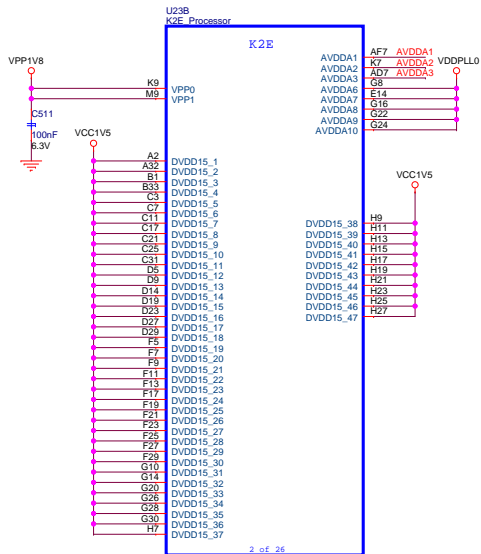 U23B
K2E_Processor
K2E
VPP1V8
K9 VPP0
M9 VPP1
C511
100nF
6.3V
VCC1V5
A2 DVDD15_1
A32 DVDD15_2
B1 DVDD15_3
B33 DVDD15_4
C3 DVDD15_5
C7 DVDD15_6
C11 DVDD15_7
C17 DVDD15_8
C21 DVDD15_9
C25 DVDD15_10
C31 DVDD15_11
D5 DVDD15_12
D9 DVDD15_13
D14 DVDD15_14
D19 DVDD15_15
D23 DVDD15_16
D27 DVDD15_17
D29 DVDD15_18
F5 DVDD15_19
F7 DVDD15_20
F9 DVDD15_21
F11 DVDD15_22
F13 DVDD15_23
F17 DVDD15_24
F19 DVDD15_25
F21 DVDD15_26
F23 DVDD15_27
F25 DVDD15_28
F27 DVDD15_29
F29 DVDD15_30
G10 DVDD15_31
G14 DVDD15_32
G20 DVDD15_33
G26 DVDD15_34
G28 DVDD15_35
G30 DVDD15_36
H7 DVDD15_37
AVDDA1 AF7 AVDDA1
AVDDA2 K7 AVDDA2
AVDDA3 AD7 AVDDA3
AVDDA6 G8
AVDDA7 E14
AVDDA8 G16
AVDDA9 G22
AVDDA10 G24
VDDPLL0
VCC1V5
DVDD15_38 H9
DVDD15_39 H11
DVDD15_40 H13
DVDD15_41 H15
DVDD15_42 H17
DVDD15_43 H19
DVDD15_44 H21
DVDD15_45 H23
DVDD15_46 H25
DVDD15_47 H27
2 of 26